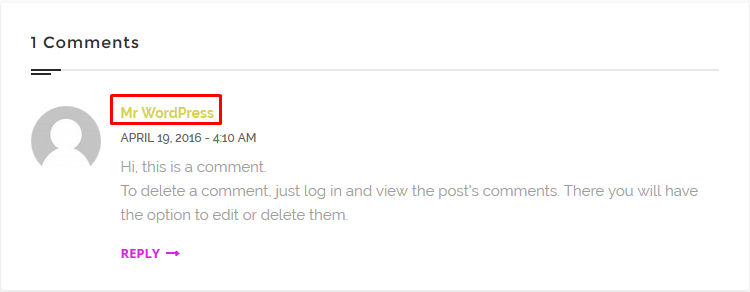 1 Comments
Mr WordPress
APRIL 19, 2016 - 4:10 AM
Hi, this is a comment.
To delete a comment, just log in and view the post's comments. There you will have
the option to edit or delete them.
REPLY →